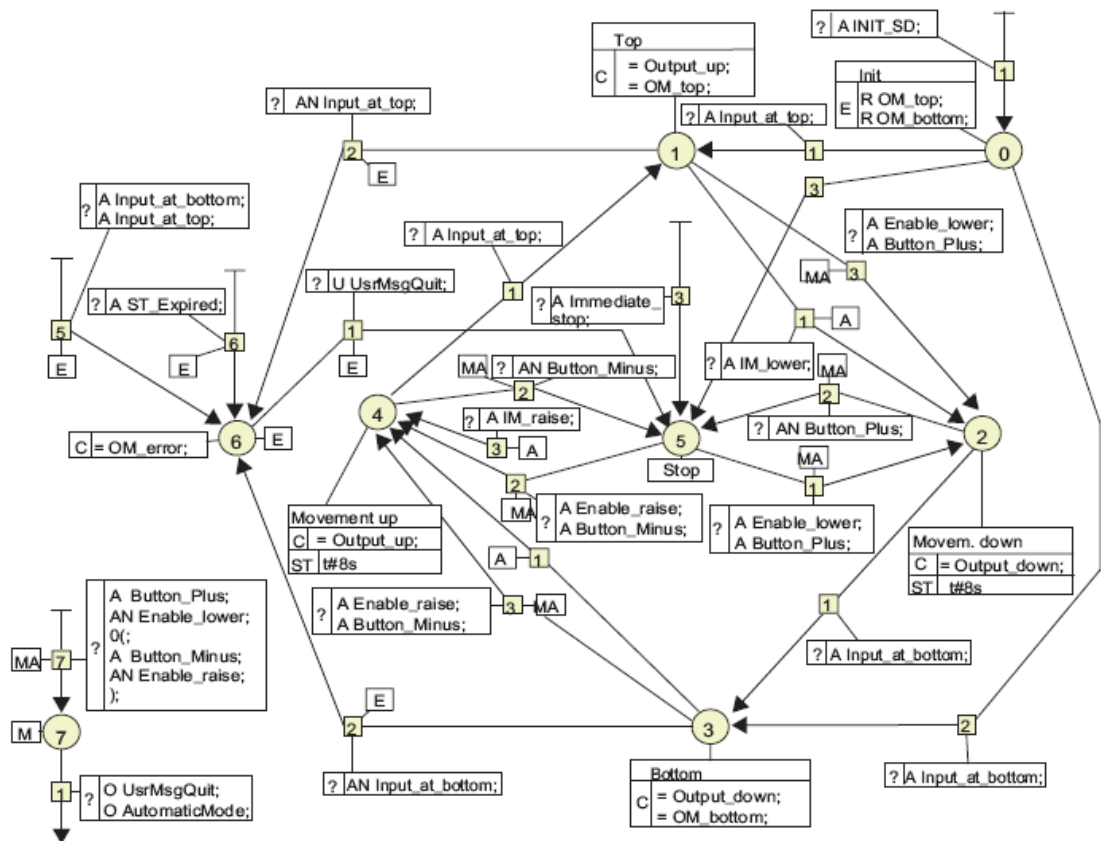 ? A INIT_SD;
1
Top
C = Output_up;
= OM_top;
Init
E R OM_top;
R OM_bottom;
? AN Input_at_top;
? A Input_at_top;
2
1
1
0
E
3
? A Input_at_bottom;
A Input_at_top;
? A Enable_lower;
A Button_Plus;
? A Input_at_top;
MA
3
? U UsrMsgQuit;
1
? A Immediate_
stop;
3
? A ST_Expired;
5
6
1
1
A
E
E
E
? A IM_lower;
MA
? AN Button_Minus;
MA
2
2
4
? A IM_raise;
3
A
5
Stop
? AN Button_Plus;
2
6
E
C = OM_error;
MA
2
MA
1
? A Enable_raise;
A Button_Minus;
? A Enable_lower;
A Button_Plus;
Movement up
C = Output_up;
ST t#8s
Movem. down
C = Output_down;
ST t#8s
A
1
? A Enable_raise;
A Button_Minus;
3
MA
1
? A Input_at_bottom;
? A Button_Plus;
AN Enable_lower;
0(;
A Button_Minus;
AN Enable_raise;
);
MA
7
M
7
E
2
3
2
? AN Input_at_bottom;
? A Input_at_bottom;
Bottom
C = Output_down;
= OM_bottom;
1
? O UsrMsgQuit;
O AutomaticMode;